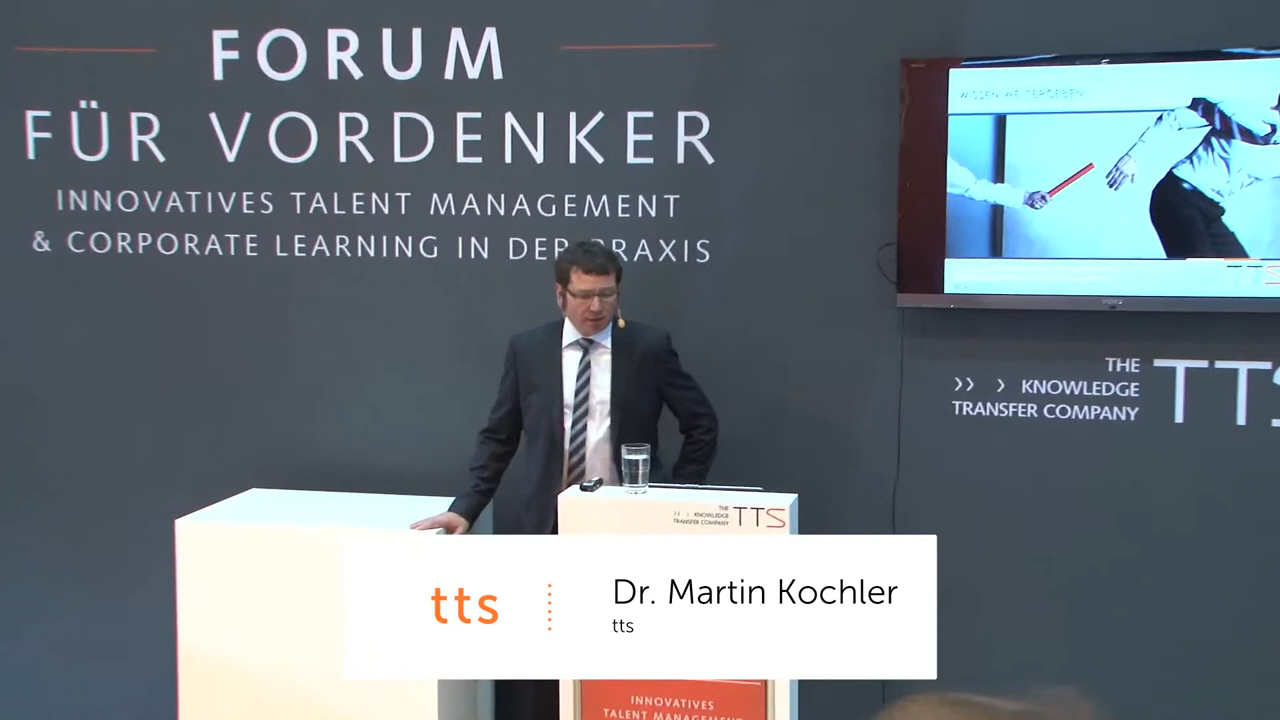 FORUM
FÜR VORDENKER
INNOVATIVES TALENT MANAGEMENT
& CORPORATE LEARNING IN DER PRAXIS
WISSEN WEITERGEBEN
TTS
THE
KNOWLEDGE
TRANSFER COMPANY
TTS
THE
KNOWLEDGE
TRANSFER COMPANY
TTS
tts
Dr. Martin Kochler
tts
INNOVATIVES
TALENT MANAGEMENT